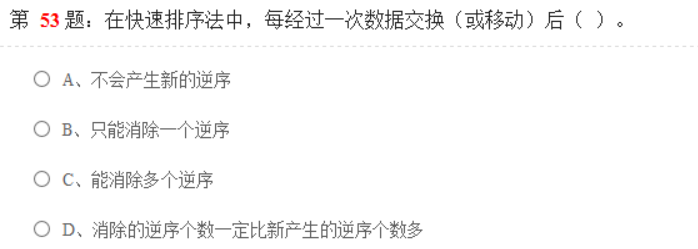 第 53 题：在快速排序法中，每经过一次数据交换（或移动）后（ ）。
A、不会产生新的逆序
B、只能消除一个逆序
C、能消除多个逆序
D、消除的逆序个数一定比新产生的逆序个数多